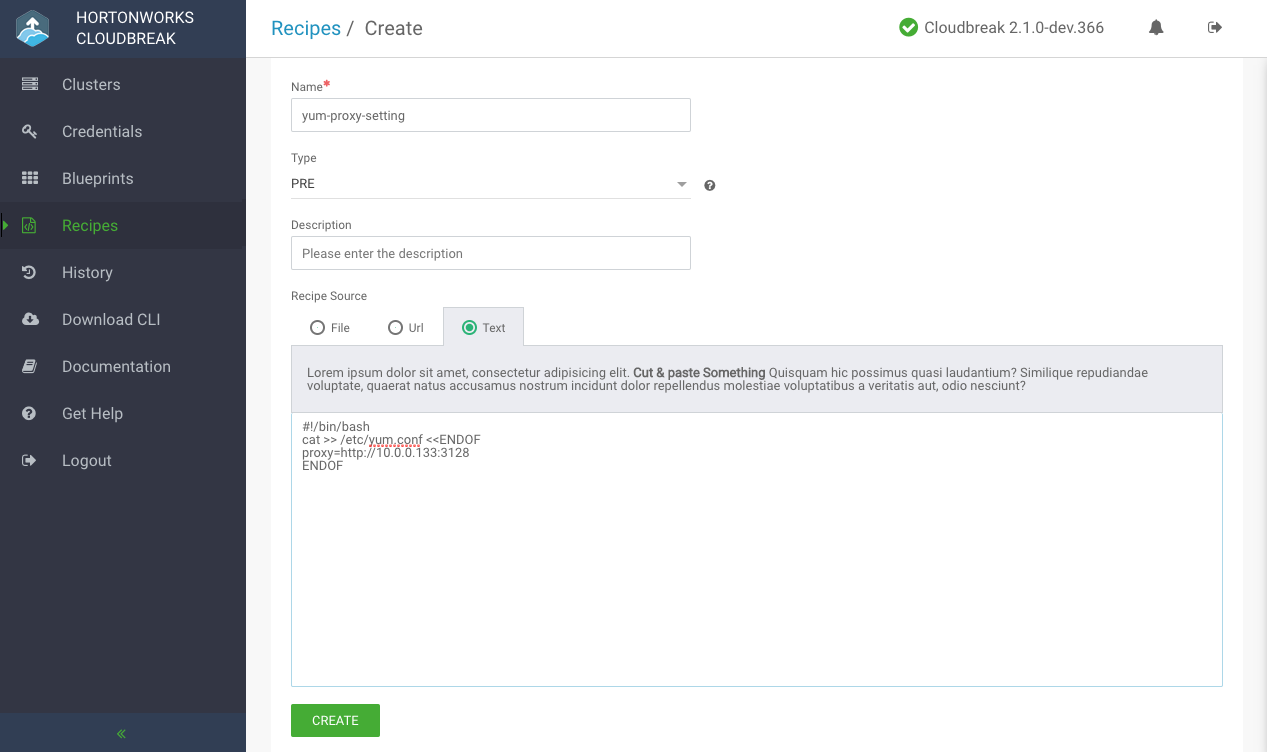 HORTONWORKS
CLOUDBREAK
Recipes / Create
Cloudbreak 2.1.0-dev.366
Clusters
Credentials
Blueprints
Recipes
History
Download CLI
Documentation
Get Help
Logout
Name*
yum-proxy-setting
Type
PRE
Description
Please enter the description
Recipe Source
File Url Text
Lorem ipsum dolor sit amet, consectetur adipisicing elit. Cut & paste Something Quisquam hic possimus quasi laudantium? Similique repudiandae
voluptate, quaerat natus accusamus nostrum incidunt dolor repellendus molestiae voluptatibus a veritatis aut, odio nesciunt?
#!/bin/bash
cat >> /etc/yum.conf <<ENDOF
proxy=http://10.0.0.133:3128
ENDOF
CREATE